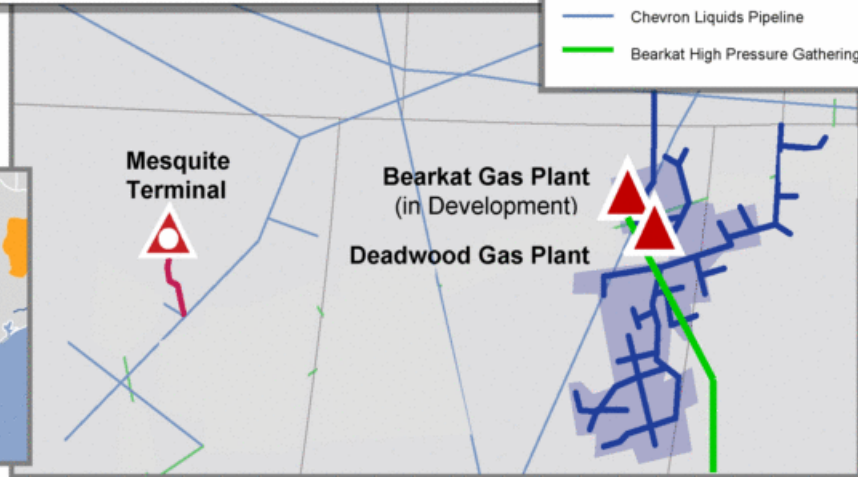 Chevron Liquids Pipeline
Bearkat High Pressure Gathering
Mesquite
Terminal
Bearkat Gas Plant
(in Development)
Deadwood Gas Plant